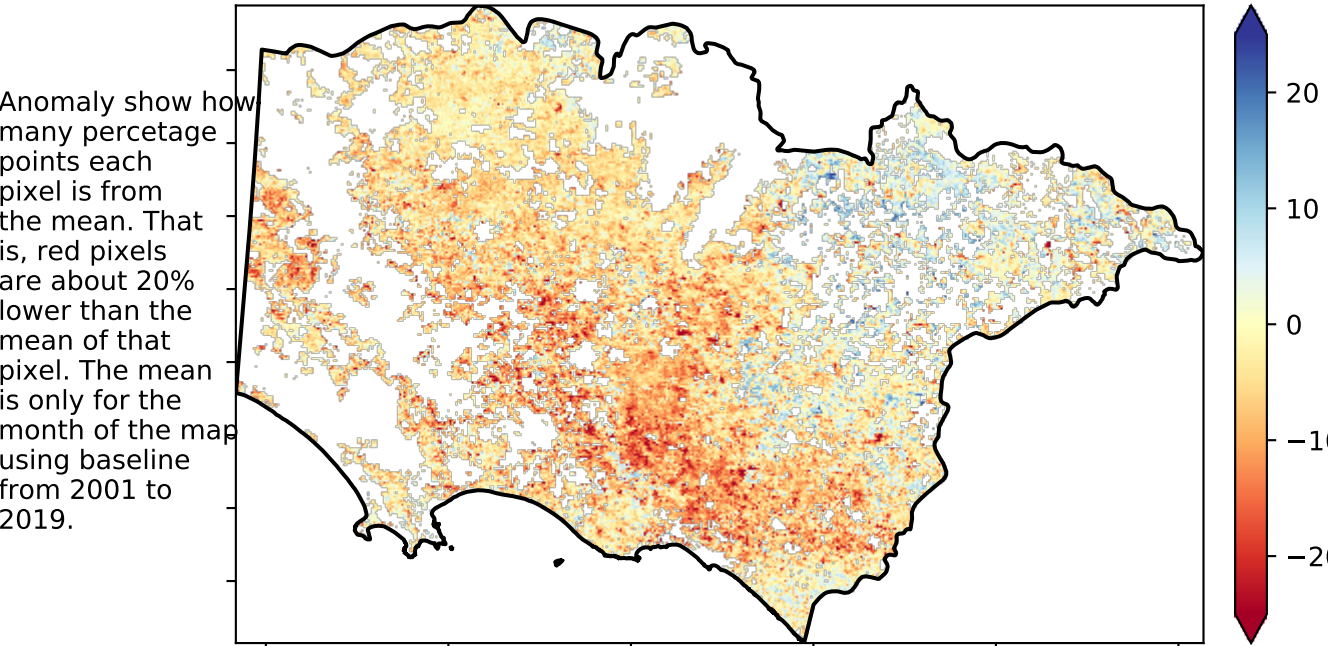 Anomaly show how
many percetage
points each
pixel is from
the mean. That
is, red pixels
are about 20%
lower than the
mean of that
pixel. The mean
is only for the
month of the map
using baseline
from 2001 to
2019.
20
10
0
−10
−20